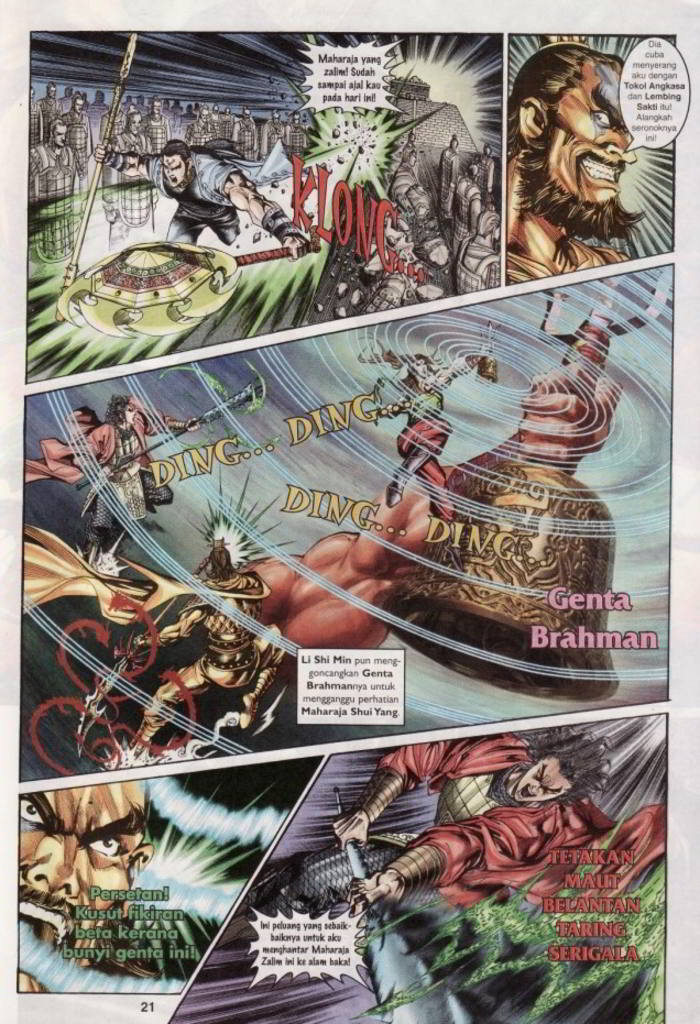 Maharaja yang
zalim! Sudah
sampai ajal kau
pada hari ini!
KLONG...
Dia
cuba
menyerang
aku dengan
Tokol Angkasa
dan Lembing
Sakti itu!
Alangkah
seronoknya
ini!
DING... DING...
DING... DING...
Genta
Brahman
Li Shi Min pun meng-
goncangkan Genta
Brahmannya untuk
mengganggu perhatian
Maharaja Shui Yang.
Persetan!
Kusut fikiran
beta kerana
bunyi genta ini!
Ini peluang yang sebaik-
baiknya untuk aku
menghantar Maharaja
Zalim ini ke alam baka!
TETAKAN
MAUT
BELANTAN
TARING
SERIGALA
21